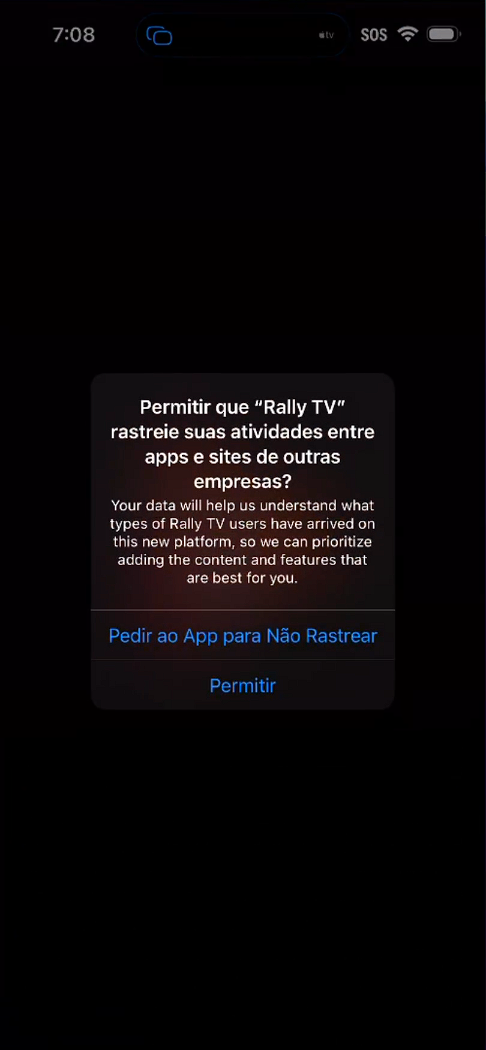 7:08
tv
SOS
Permitir que “Rally TV”
rastreie suas atividades entre
apps e sites de outras
empresas?
Your data will help us understand what
types of Rally TV users have arrived on
this new platform, so we can prioritize
adding the content and features that
are best for you.
Pedir ao App para Não Rastrear
Permitir